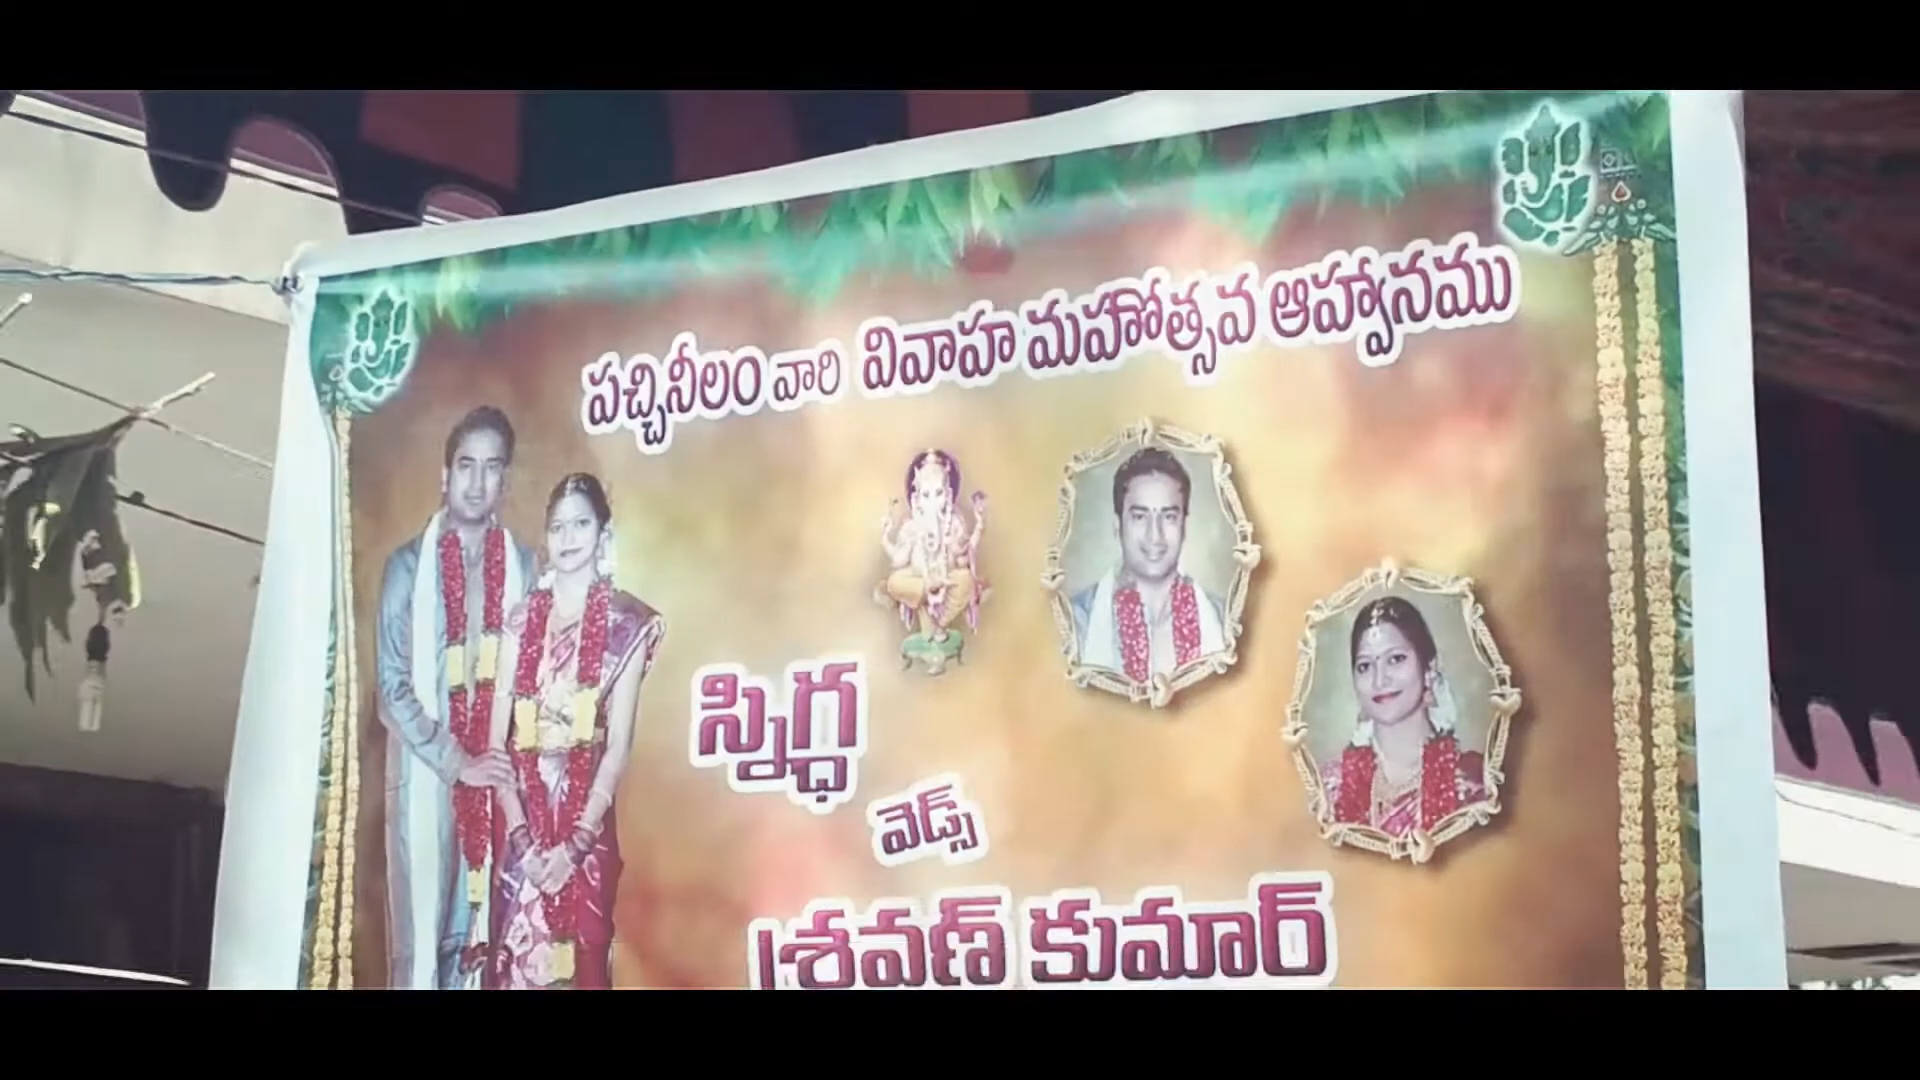 పచ్చినీలం వారి వివాహ మహోత్సవ ఆహ్వానము
స్నిగ్ధ
వెడ్స్
శ్రవణ్ కుమార్